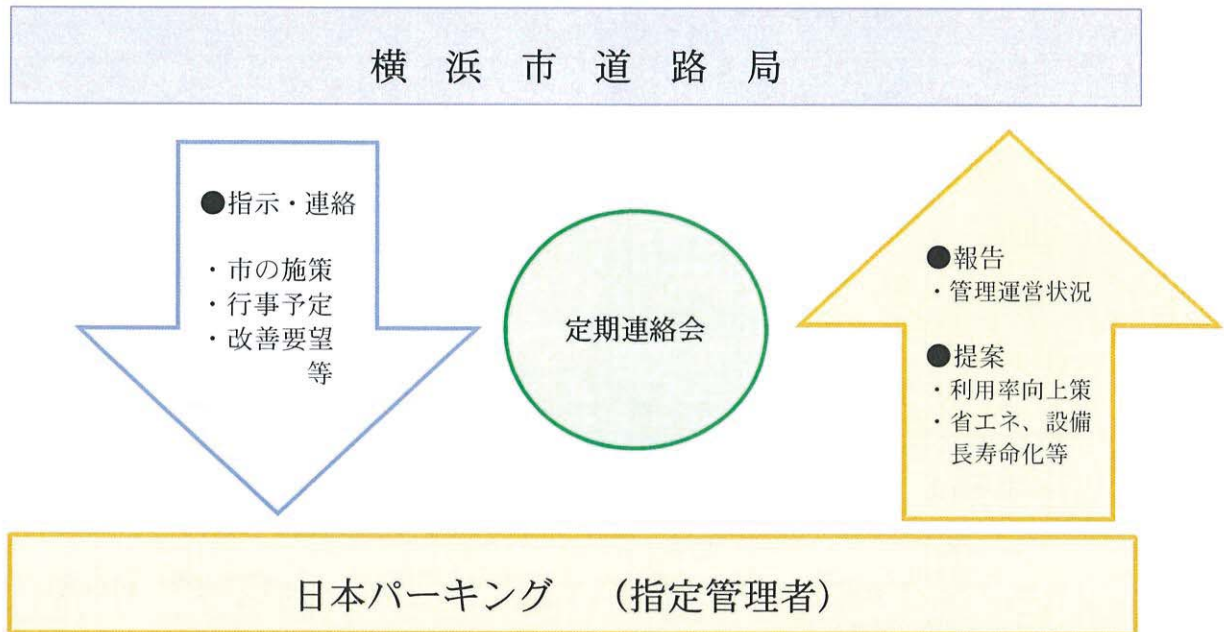 横浜市道路局
●指示・連絡
・市の施策
・行事予定
・改善要望
等
定期連絡会
●報告
・管理運営状況
●提案
・利用率向上策
・省エネ、設備
長寿命化等
日本パーキング　（指定管理者）